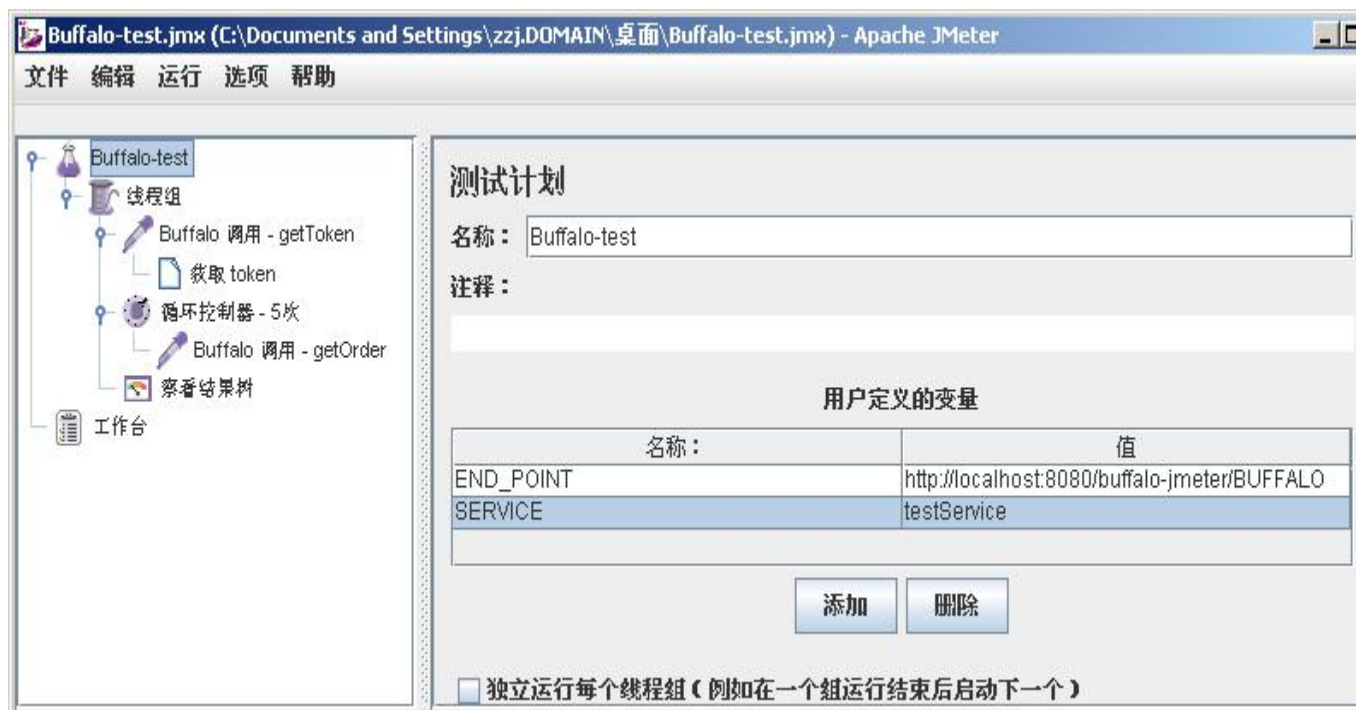 Buffalo-test.jmx (C:\Documents and Settings\zzj.DOMAIN\桌面\Buffalo-test.jmx) - Apache JMeter
文件 编辑 运行 选项 帮助
Buffalo-test
线程组
Buffalo 调用 - getToken
获取 token
循环控制器 - 5次
Buffalo 调用 - getOrder
察看结果树
工作台
测试计划
名称： Buffalo-test
注释：
用户定义的变量
名称： 值
END_POINT http://localhost:8080/buffalo-jmeter/BUFFALO
SERVICE testService
添加 删除
独立运行每个线程组（例如在一个组运行结束后启动下一个）